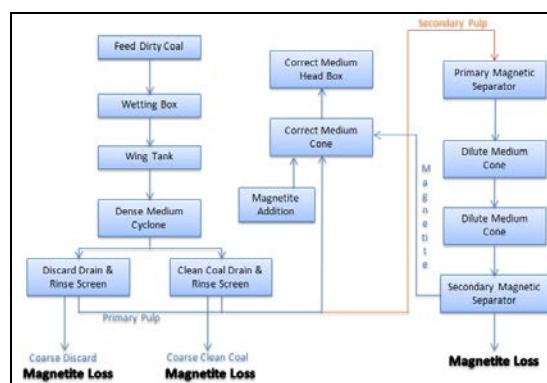 Secondary Pulp
Feed Dirty Coal
Correct Medium
Head Box
Primary Magnetic
Separator
Wetting Box
Correct Medium
Cone
Wing Tank
Dilute Medium
Cone
Magnetite
Magnetite
Addition
Dense Medium
Cyclone
Dilute Medium
Cone
Discard Drain &
Rinse Screen
Clean Coal Drain &
Rinse Screen
Secondary Magnetic
Separator
Primary Pulp
Coarse Discard
Magnetite Loss
Coarse Clean Coal
Magnetite Loss
Magnetite Loss